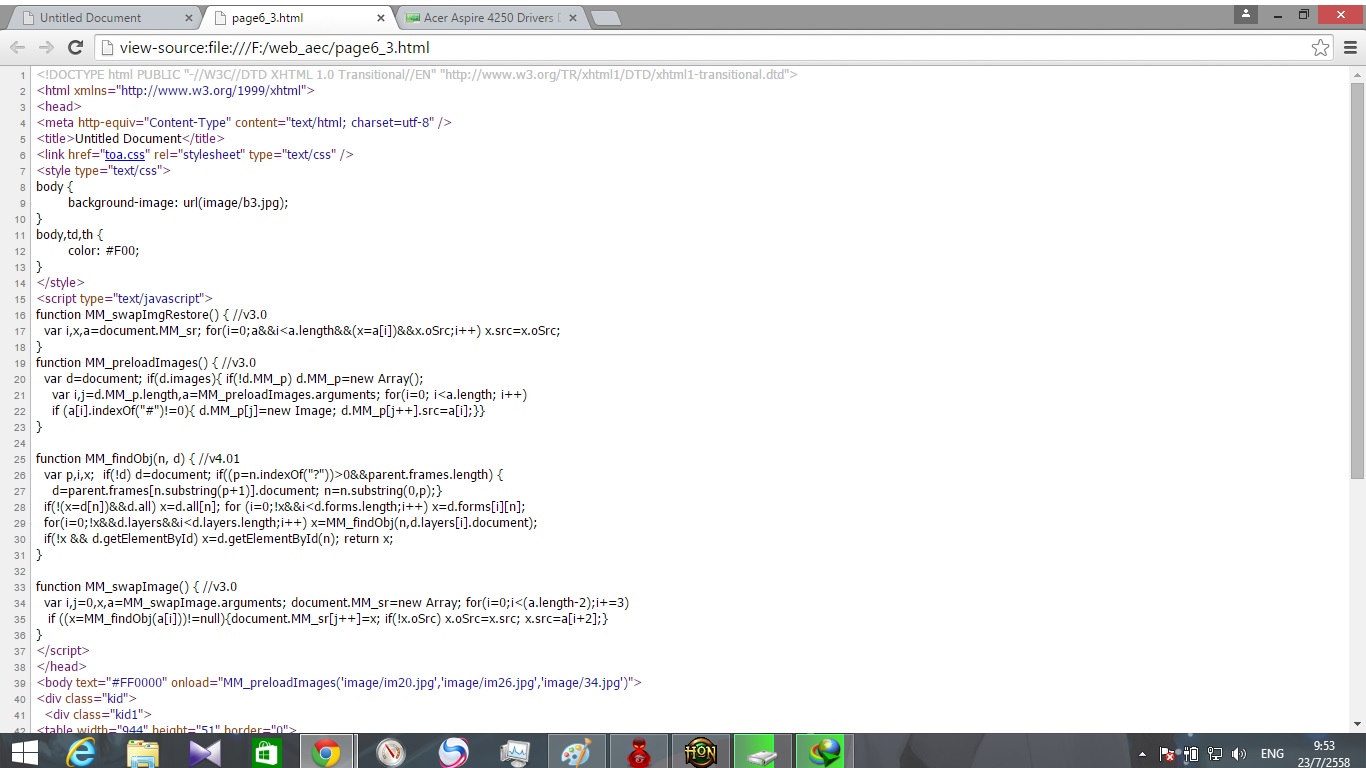 Untitled Document
page6_3.html
Acer Aspire 4250 Drivers
view-source:file:///F:/web_aec/page6_3.html
1 <!DOCTYPE html PUBLIC "-//W3C//DTD XHTML 1.0 Transitional//EN" "http://www.w3.org/TR/xhtml1/DTD/xhtml1-transitional.dtd">
2 <html xmlns="http://www.w3.org/1999/xhtml">
3 <head>
4 <meta http-equiv="Content-Type" content="text/html; charset=utf-8" />
5 <title>Untitled Document</title>
6 <link href="toa.css" rel="stylesheet" type="text/css" />
7 <style type="text/css">
8 body {
9 background-image: url(image/b3.jpg);
10 }
11 body,td,th {
12 color: #F00;
13 }
14 </style>
15 <script type="text/javascript">
16 function MM_swapImgRestore() { //v3.0
17 var i,x,a=document.MM_sr; for(i=0;a&&i<a.length&&(x=a[i])&&x.oSrc;i++) x.src=x.oSrc;
18 }
19 function MM_preloadImages() { //v3.0
20 var d=document; if(d.images){ if(!d.MM_p) d.MM_p=new Array();
21 var i,j=d.MM_p.length,a=MM_preloadImages.arguments; for(i=0; i<a.length; i++)
22 if (a[i].indexOf("#")!=0){ d.MM_p[j]=new Image; d.MM_p[j++].src=a[i];}}
23 }
24
25 function MM_findObj(n, d) { //v4.01
26 var p,i,x; if(!d) d=document; if((p=n.indexOf("?"))>0&&parent.frames.length) {
27 d=parent.frames[n.substring(p+1)].document; n=n.substring(0,p);}
28 if(!(x=d[n])&&d.all) x=d.all[n]; for (i=0;!x&&i<d.forms.length;i++) x=d.forms[i][n];
29 for(i=0;!x&&d.layers&&i<d.layers.length;i++) x=MM_findObj(n,d.layers[i].document);
30 if(!x && d.getElementById) x=d.getElementById(n); return x;
31 }
32
33 function MM_swapImage() { //v3.0
34 var i,j=0,x,a=MM_swapImage.arguments; document.MM_sr=new Array; for(i=0;i<(a.length-2);i+=3)
35 if ((x=MM_findObj(a[i]))!=null){document.MM_sr[j++]=x; if(!x.oSrc) x.oSrc=x.src; x.src=a[i+2];}
36 }
37 </script>
38 </head>
39 <body text="#FF0000" onload="MM_preloadImages('image/im20.jpg','image/im26.jpg','image/34.jpg')">
40 <div class="kid">
41 <div class="kid1">
42 <table width="944" height="51" border="0">
HON
ENG
9:53
23/7/2558